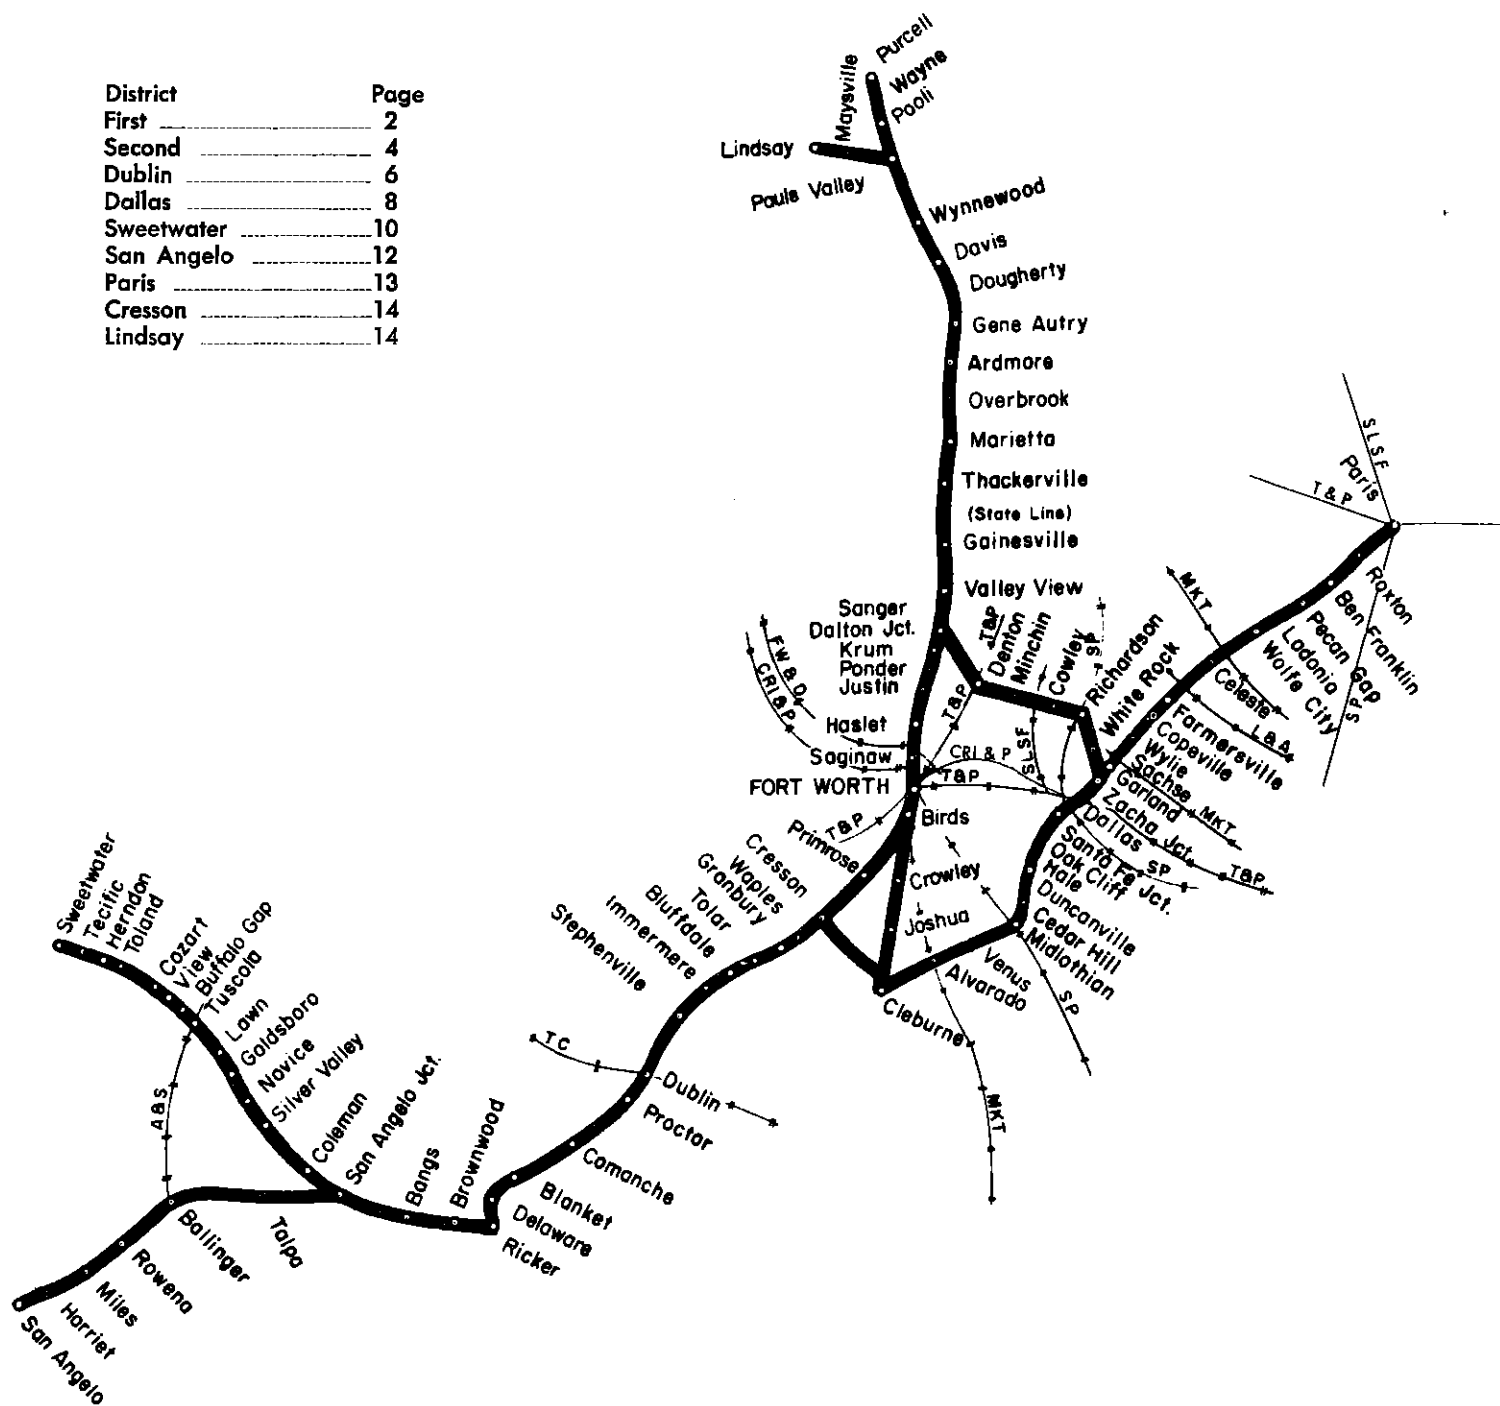 District Page
First 2
Second 4
Dublin 6
Dallas 8
Sweetwater 10
San Angelo 12
Paris 13
Cresson 14
Lindsay 14
Purcell
Wayne
Paoli
Maysville
Lindsay
Pauls Valley
Wynnewood
Davis
Dougherty
Gene Autry
Ardmore
Overbrook
Marietta
Thackerville
(State Line)
Gainesville
Valley View
Sanger
Dalton Jct.
Krum
Ponder
Justin
Haslet
Saginaw
FORT WORTH
FW & D
CRI & P
T&P
Denton
Minchin
Cowley
SP
Richardson
White Rock
T&P
SLSF
CRI & P
T&P
T&P
MKT
SLSF
Paris
T & P
Roxton
Ben Franklin
Pecan Gap
Ladonia
Wolfe City
SP
Celeste
L & A
Farmersville
Copeville
Wylie
Sachse
MKT
Garland
Zacha Jct.
T&P
Dallas
SP
Santa Fe Jct.
Oak Cliff
Hale
Duncanville
Cedar Hill
Midlothian
Venus
Alvarado
SP
Cleburne
MKT
Birds
Crowley
Joshua
Primrose
Cresson
Waples
Granbury
Tolar
Bluffdale
Immermere
Stephenville
TC
Dublin
Proctor
Comanche
Blanket
Delaware
Ricker
Brownwood
Bangs
San Angelo Jct.
Coleman
Silver Valley
Novice
Goldsboro
Lawn
Tuscola
Buffalo Gap
View
Cozart
Toland
Herndon
Tecific
Sweetwater
A&S
Talpa
Ballinger
Rowena
Miles
Harriet
San Angelo